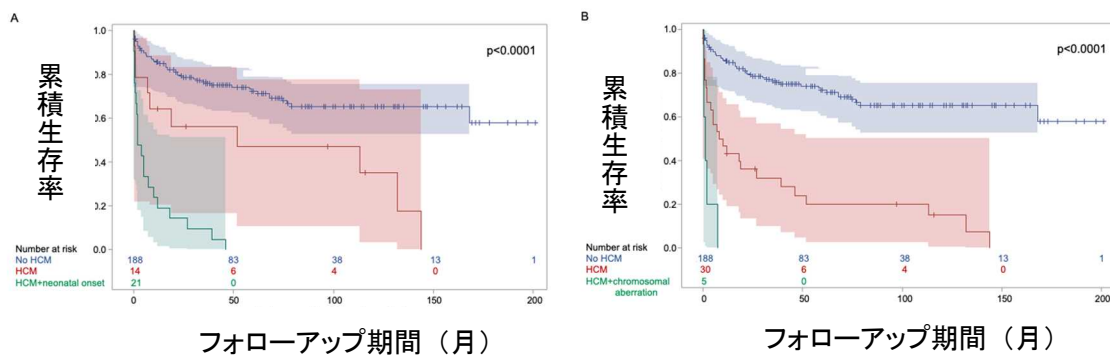 A
p<0.0001
累積生存率
1.0
0.8
0.6
0.4
0.2
0.0
Number at risk
No HCM 188 83 38 13 1
HCM 14 6 4 0
HCM+neonatal onset 21 0
0 50 100 150 200
フォローアップ期間（月）
B
p<0.0001
累積生存率
1.0
0.8
0.6
0.4
0.2
0.0
Number at risk
No HCM 188 83 38 13 1
HCM 30 6 4 0
HCM+chromosomal 5 0
aberration
0 50 100 150 200
フォローアップ期間（月）